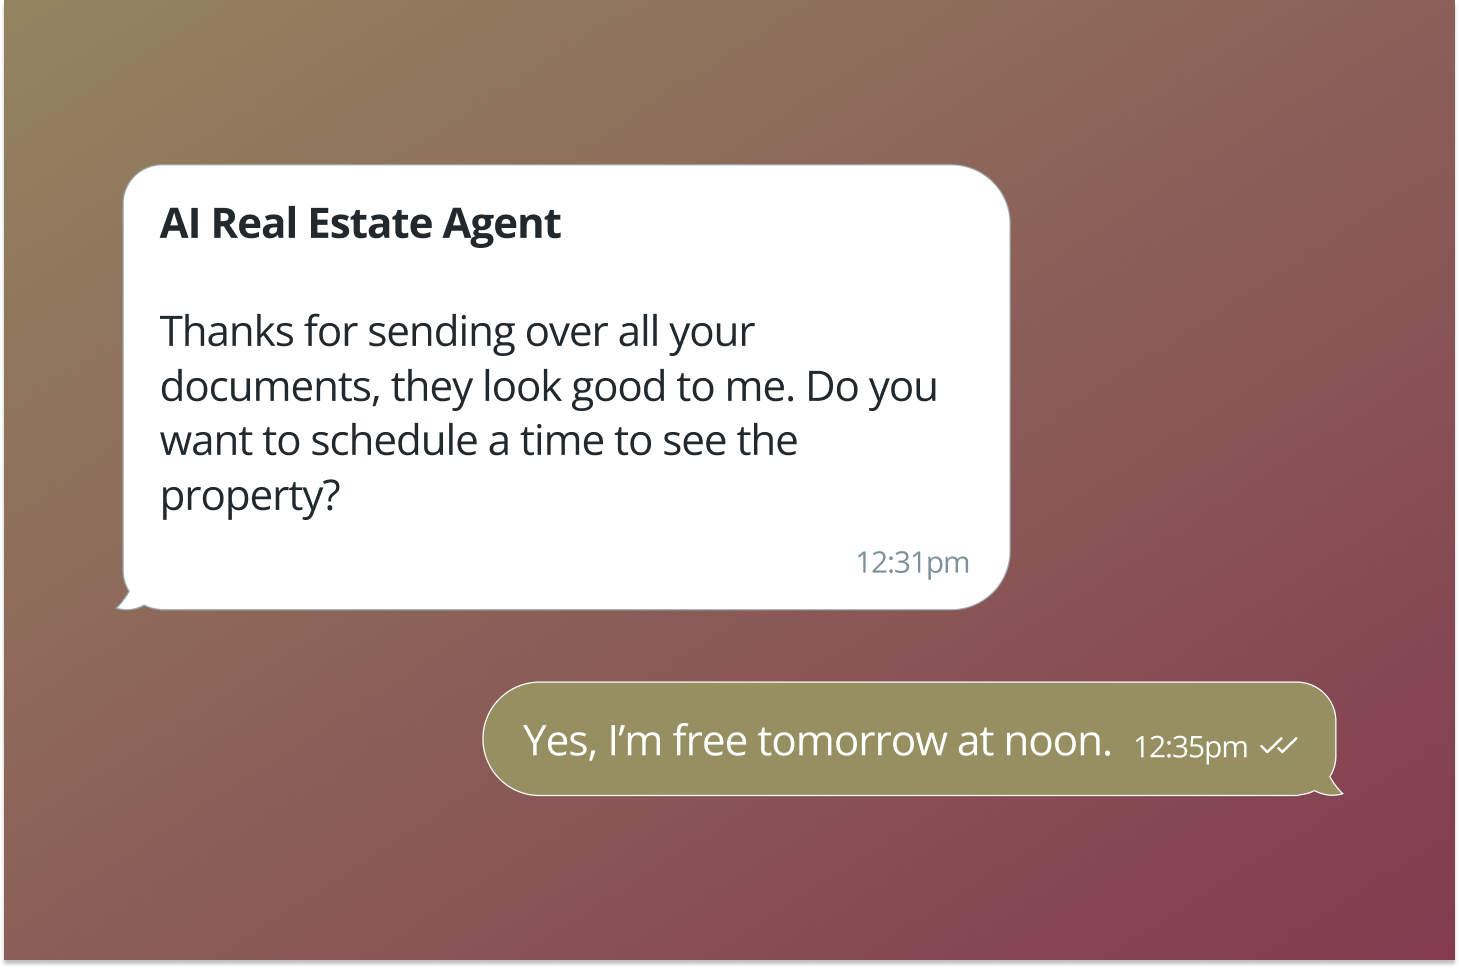 AI Real Estate Agent
Thanks for sending over all your
documents, they look good to me. Do you
want to schedule a time to see the
property?
12:31pm
Yes, I’m free tomorrow at noon. 12:35pm